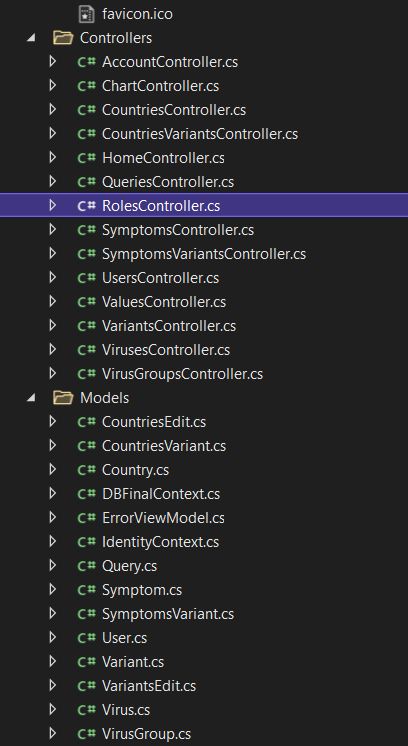 favicon.ico
Controllers
C# AccountController.cs
C# ChartController.cs
C# CountriesController.cs
C# CountriesVariantsController.cs
C# HomeController.cs
C# QueriesController.cs
C# RolesController.cs
C# SymptomsController.cs
C# SymptomsVariantsController.cs
C# UsersController.cs
C# ValuesController.cs
C# VariantsController.cs
C# VirusesController.cs
C# VirusGroupsController.cs
Models
C# CountriesEdit.cs
C# CountriesVariant.cs
C# Country.cs
C# DBFinalContext.cs
C# ErrorViewModel.cs
C# IdentityContext.cs
C# Query.cs
C# Symptom.cs
C# SymptomsVariant.cs
C# User.cs
C# Variant.cs
C# VariantsEdit.cs
C# Virus.cs
C# VirusGroup.cs